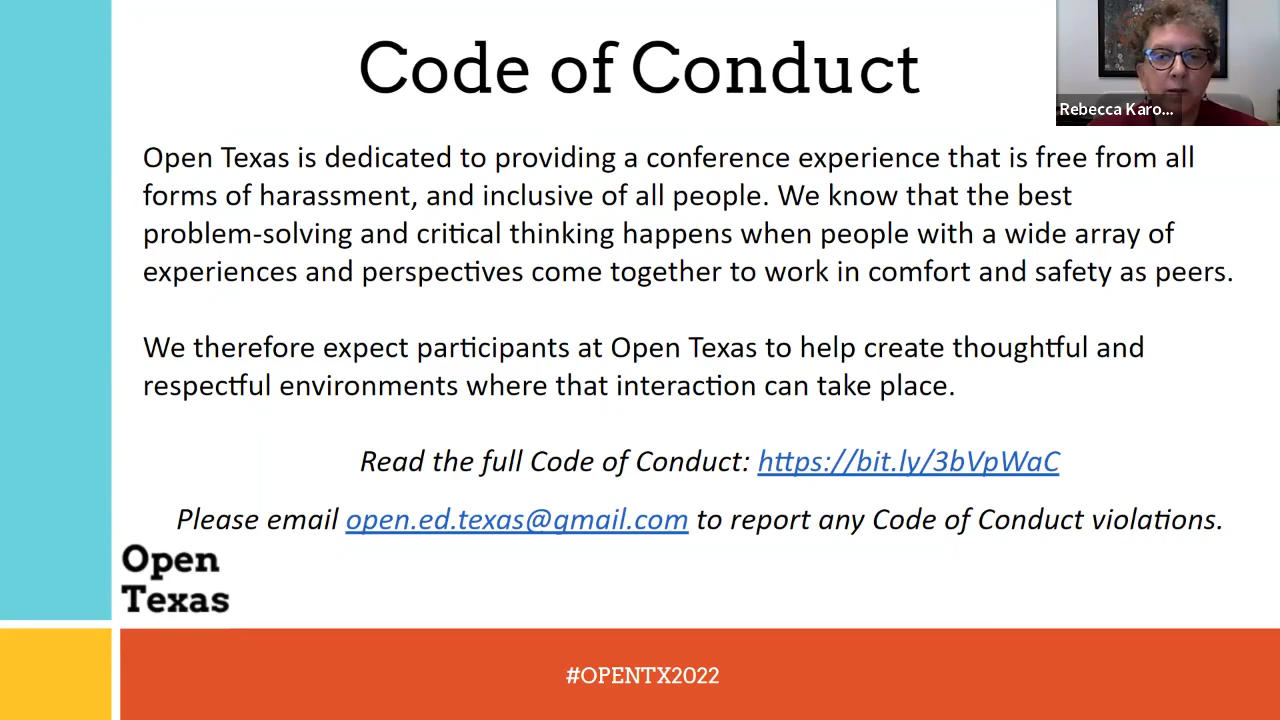 Code of Conduct
Rebecca Karo...
Open Texas is dedicated to providing a conference experience that is free from all
forms of harassment, and inclusive of all people. We know that the best
problem-solving and critical thinking happens when people with a wide array of
experiences and perspectives come together to work in comfort and safety as peers.
We therefore expect participants at Open Texas to help create thoughtful and
respectful environments where that interaction can take place.
Read the full Code of Conduct: https://bit.ly/3bVpWaC
Please email open.ed.texas@gmail.com to report any Code of Conduct violations.
Open
Texas
#OPENTX2022